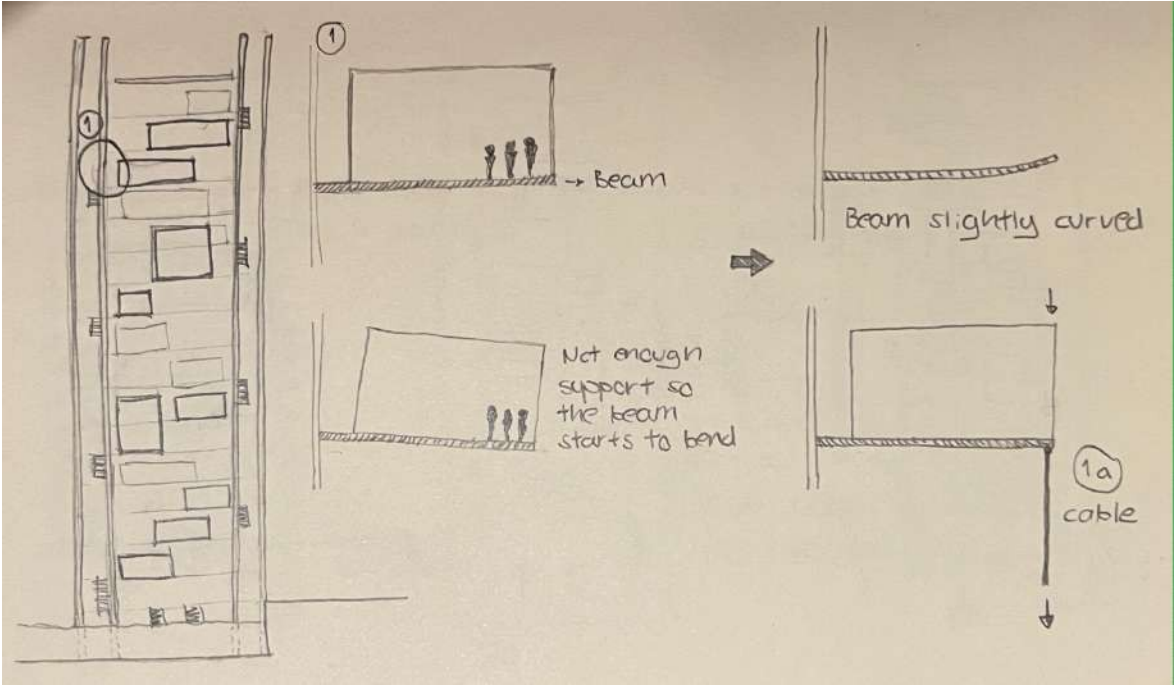 1
1
→ Beam
Not enough
support so
the beam
starts to bend
Beam slightly curved
1a
cable